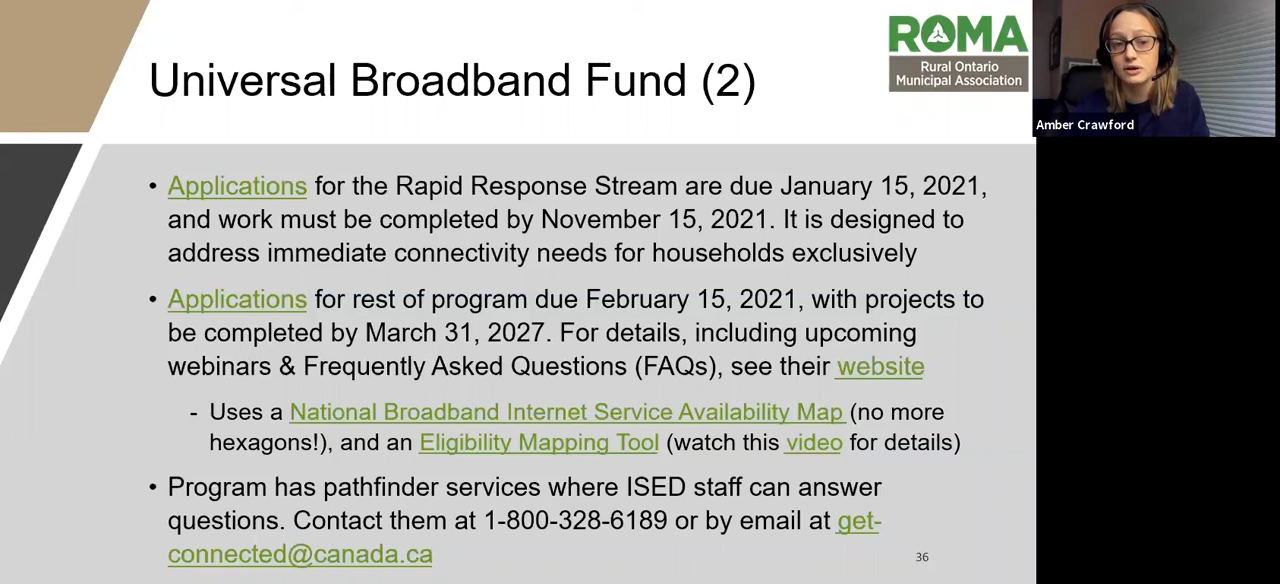 Universal Broadband Fund (2)
ROMA
Rural Ontario
Municipal Association
Amber Crawford
• Applications for the Rapid Response Stream are due January 15, 2021,
and work must be completed by November 15, 2021. It is designed to
address immediate connectivity needs for households exclusively
• Applications for rest of program due February 15, 2021, with projects to
be completed by March 31, 2027. For details, including upcoming
webinars & Frequently Asked Questions (FAQs), see their website
- Uses a National Broadband Internet Service Availability Map (no more
hexagons!), and an Eligibility Mapping Tool (watch this video for details)
• Program has pathfinder services where ISED staff can answer
questions. Contact them at 1-800-328-6189 or by email at get-
connected@canada.ca
36